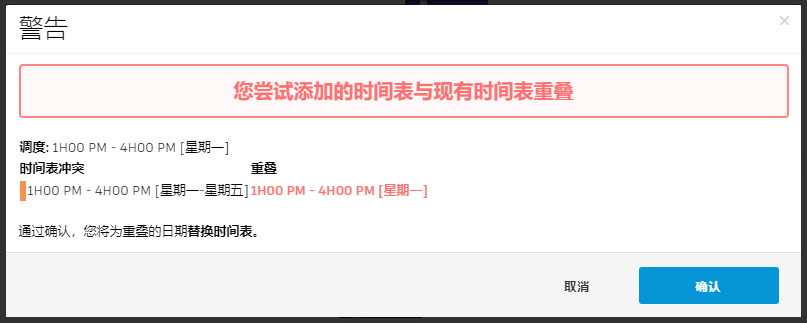 警告
×
您尝试添加的时间表与现有时间表重叠
调度: 1H00 PM - 4H00 PM [星期一]
时间表冲突 重叠
1H00 PM - 4H00 PM [星期一-星期五] 1H00 PM - 4H00 PM [星期一]
通过确认，您将为重叠的日期替换时间表。
取消 确认